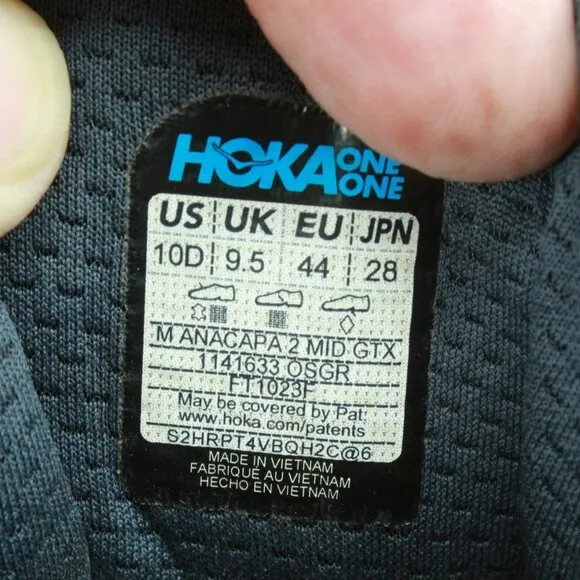 HOKA ONE ONE
US UK EU JPN
10D 9.5 44 28
M ANACAPA 2 MID GTX
1141633 OSGR
FT1023F
May be covered by Pat:
www.hoka.com/patents
S2HRPT4VBQH2C@6
MADE IN VIETNAM
FABRIQUÉ AU VIETNAM
HECHO EN VIETNAM